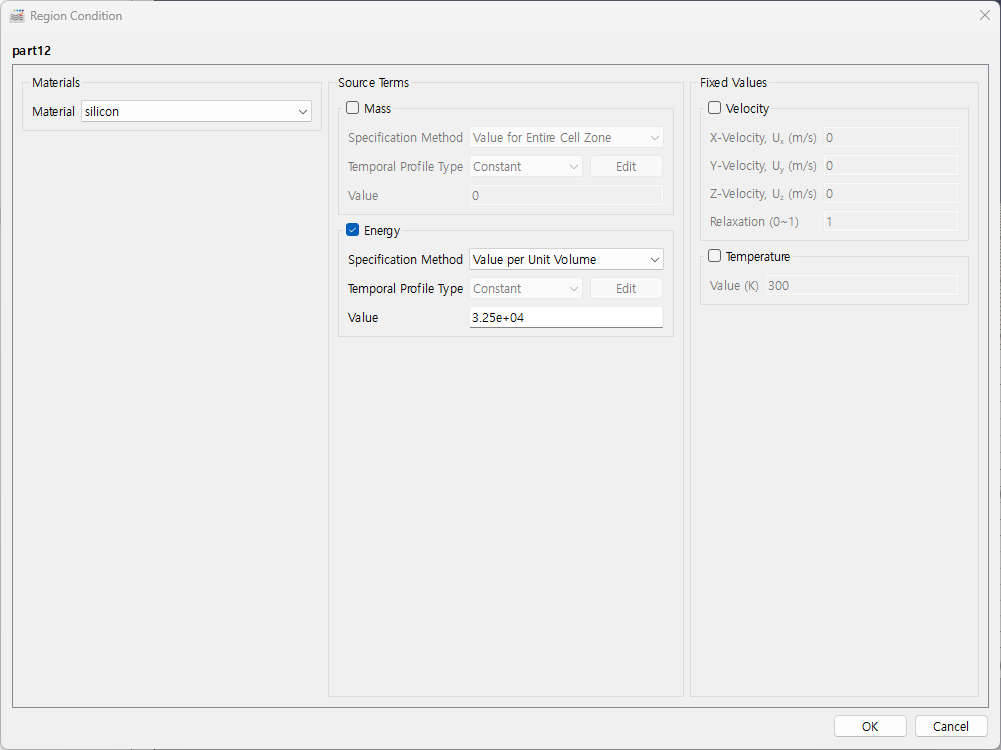 Region Condition
part12
Materials
Material silicon
Source Terms
Mass
Specification Method Value for Entire Cell Zone
Temporal Profile Type Constant Edit
Value 0
Energy
Specification Method Value per Unit Volume
Temporal Profile Type Constant Edit
Value 3.25e+04
Fixed Values
Velocity
X-Velocity, Ux (m/s) 0
Y-Velocity, Uy (m/s) 0
Z-Velocity, Uz (m/s) 0
Relaxation (0~1) 1
Temperature
Value (K) 300
OK Cancel